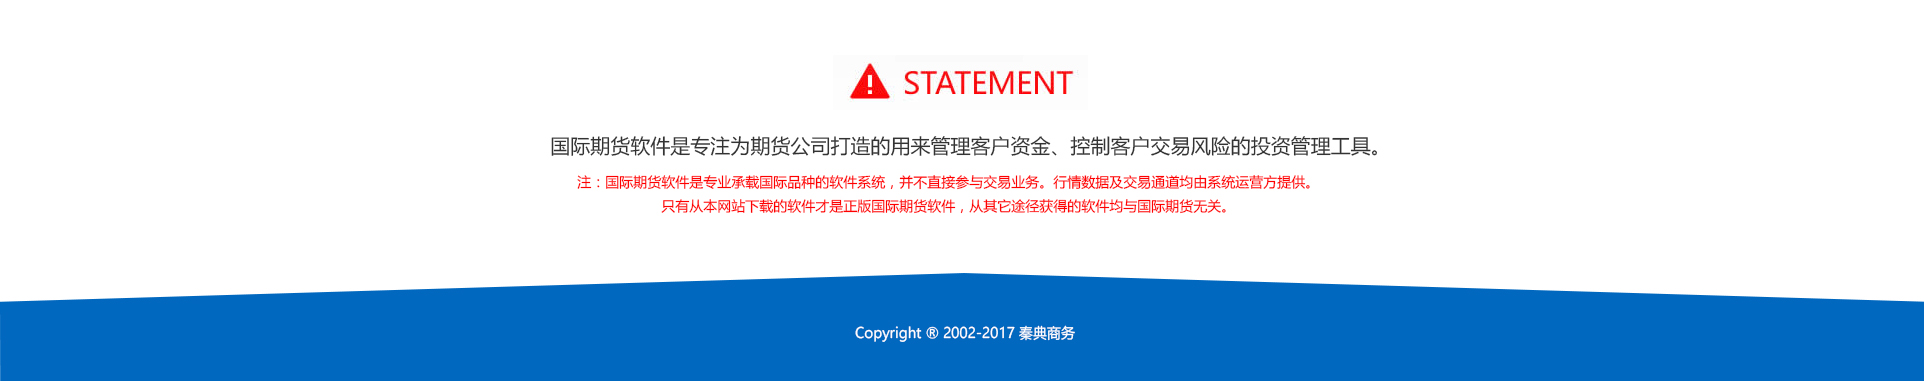 STATEMENT
国际期货软件是专注为期货公司打造的用来管理客户资金、控制客户交易风险的投资管理工具。
注：国际期货软件是专业承载国际品种的软件系统，并不直接参与交易业务。行情数据及交易通道均由系统运营方提供。
只有从本网站下载的软件才是正版国际期货软件，从其它途径获得的软件均与国际期货无关。
Copyright ® 2002-2017 秦典商务